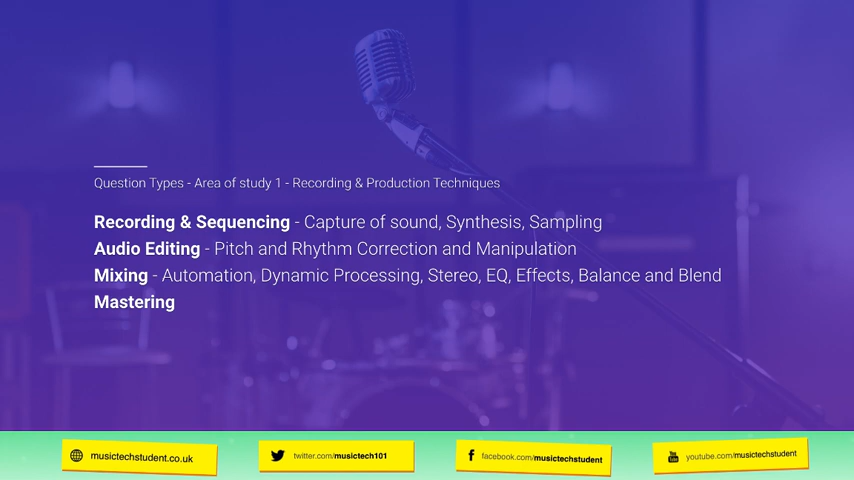 Question Types - Area of study 1 - Recording & Production Techniques
Recording & Sequencing - Capture of sound, Synthesis, Sampling
Audio Editing - Pitch and Rhythm Correction and Manipulation
Mixing - Automation, Dynamic Processing, Stereo, EQ, Effects, Balance and Blend
Mastering
musictechstudent.co.uk
twitter.com/musictech101
facebook.com/musictechstudent
You Tube
youtube.com/musictechstudent